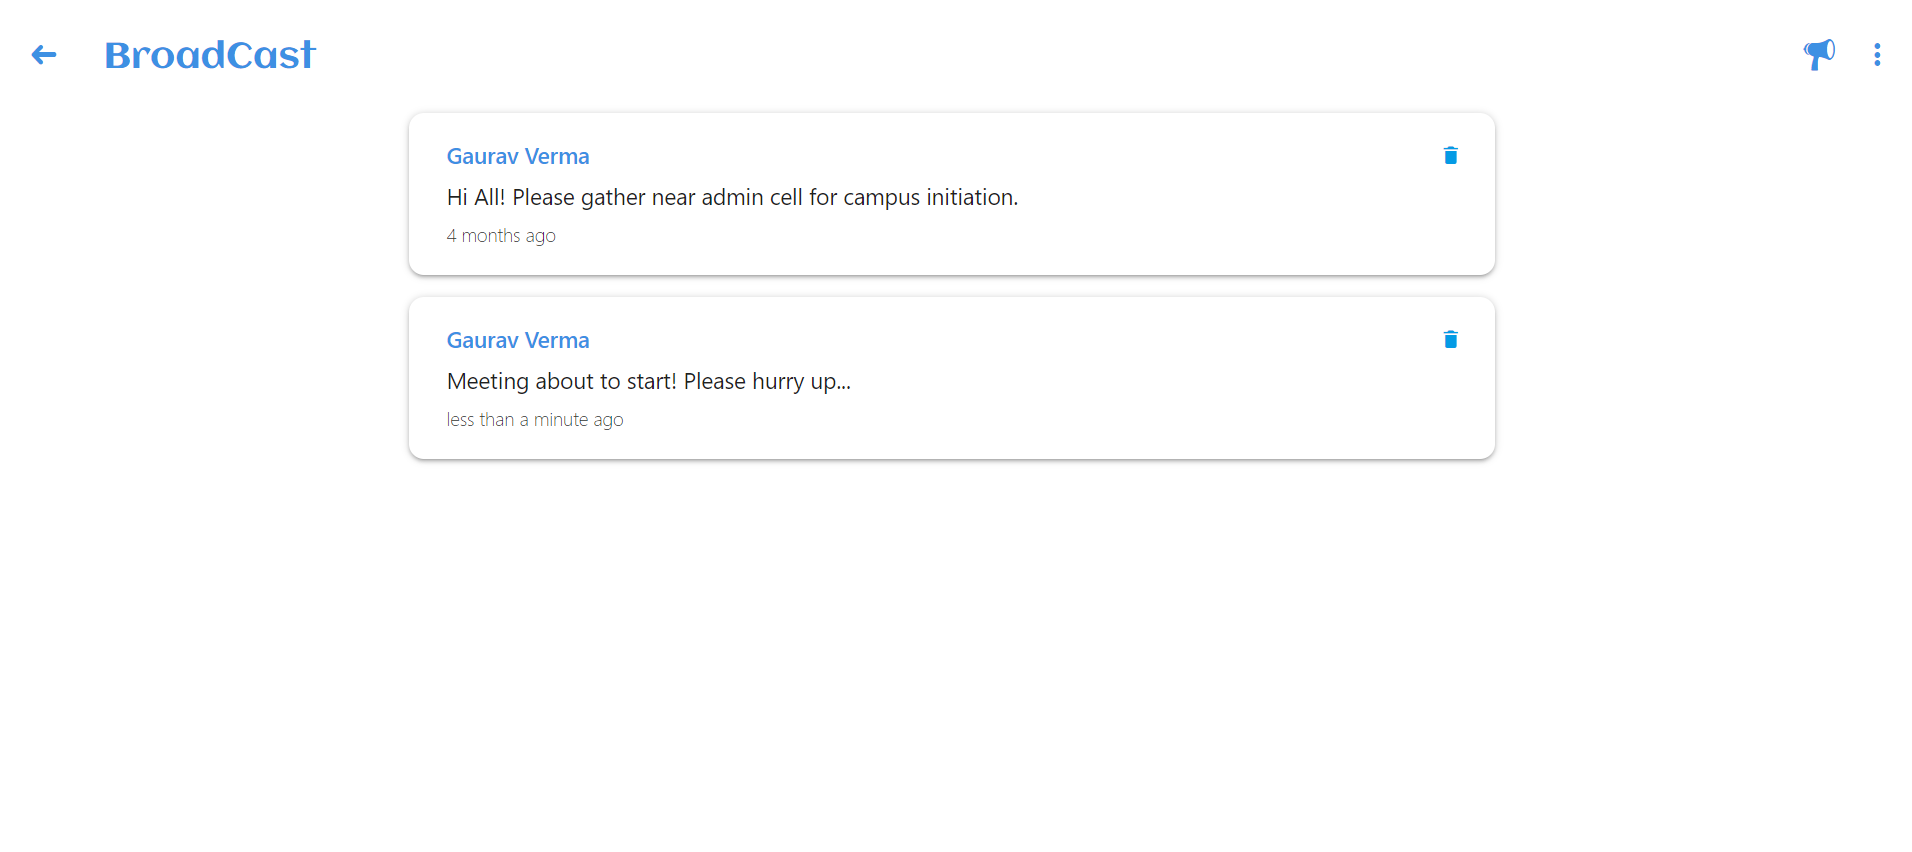 BroadCast
Gaurav Verma
Hi All! Please gather near admin cell for campus initiation.
4 months ago
Gaurav Verma
Meeting about to start! Please hurry up...
less than a minute ago